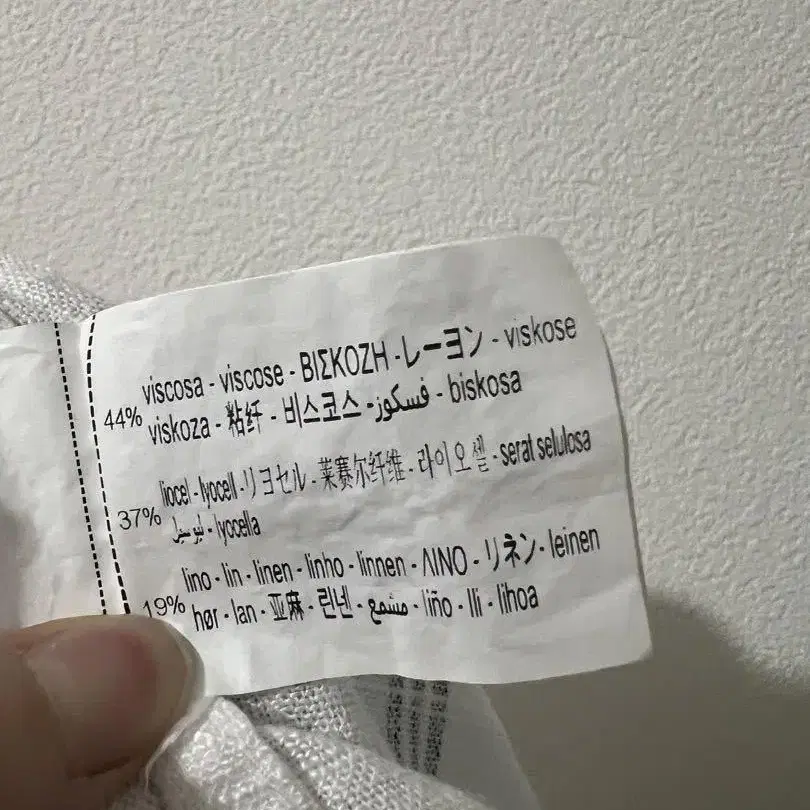 44% viscosa - viscose - ΒΙΣΚΟΖΗ - レーヨン - viskose
viskoza - 粘纤 - 비스코스 - فسكوز - biskosa
37% liocel - lyocell - リヨセル - 莱赛尔纤维 - 라이오셀 - serat selulosa
ليوسيل - lyocella
19% lino - lin - linen - linho - linnen - ΛΙΝΟ - リネン - leinen
hør - lan - 亚麻 - 린넨 - مشمع - liño - lli - lihoa